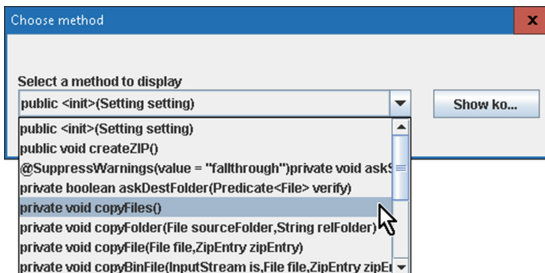 Choose method
x
Select a method to display
public <init>(Setting setting)
Show ko...
public <init>(Setting setting)
public void createZIP()
@SuppressWarnings(value = "fallthrough")private void askS
private boolean askDestFolder(Predicate<File> verify)
private void copyFiles()
private void copyFolder(File sourceFolder,String relFolder)
private void copyFile(File file,ZipEntry zipEntry)
private void copyBinFile(InputStream is,File file,ZipEntry zipEn